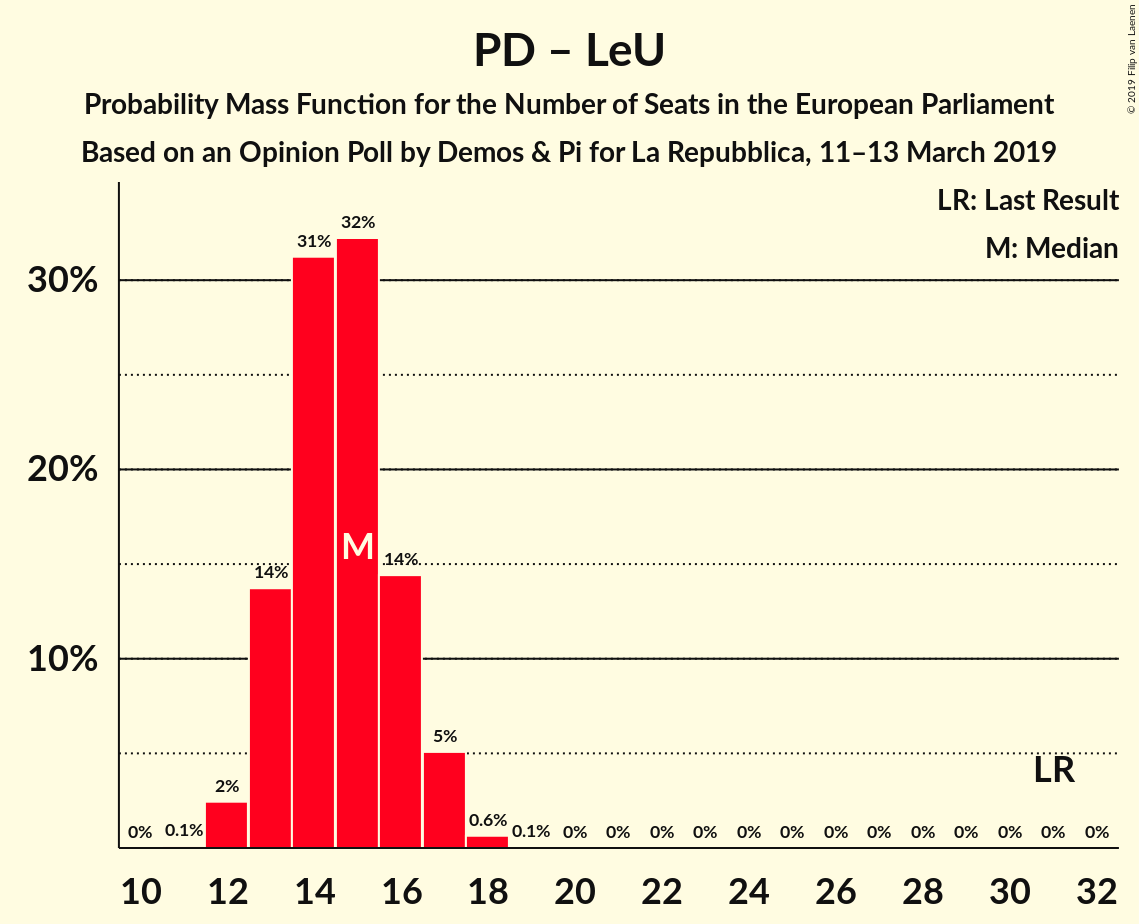 PD – LeU
Probability Mass Function for the Number of Seats in the European Parliament
Based on an Opinion Poll by Demos & Pi for La Repubblica, 11–13 March 2019
© 2019 Filip van Laenen
LR: Last Result
M: Median
30%
20%
10%
0% 0.1% 2% 14% 31% 32% 14% 5% 0.6% 0.1% 0% 0% 0% 0% 0% 0% 0% 0% 0% 0% 0% 0% 0%
M
LR
10 12 14 16 18 20 22 24 26 28 30 32